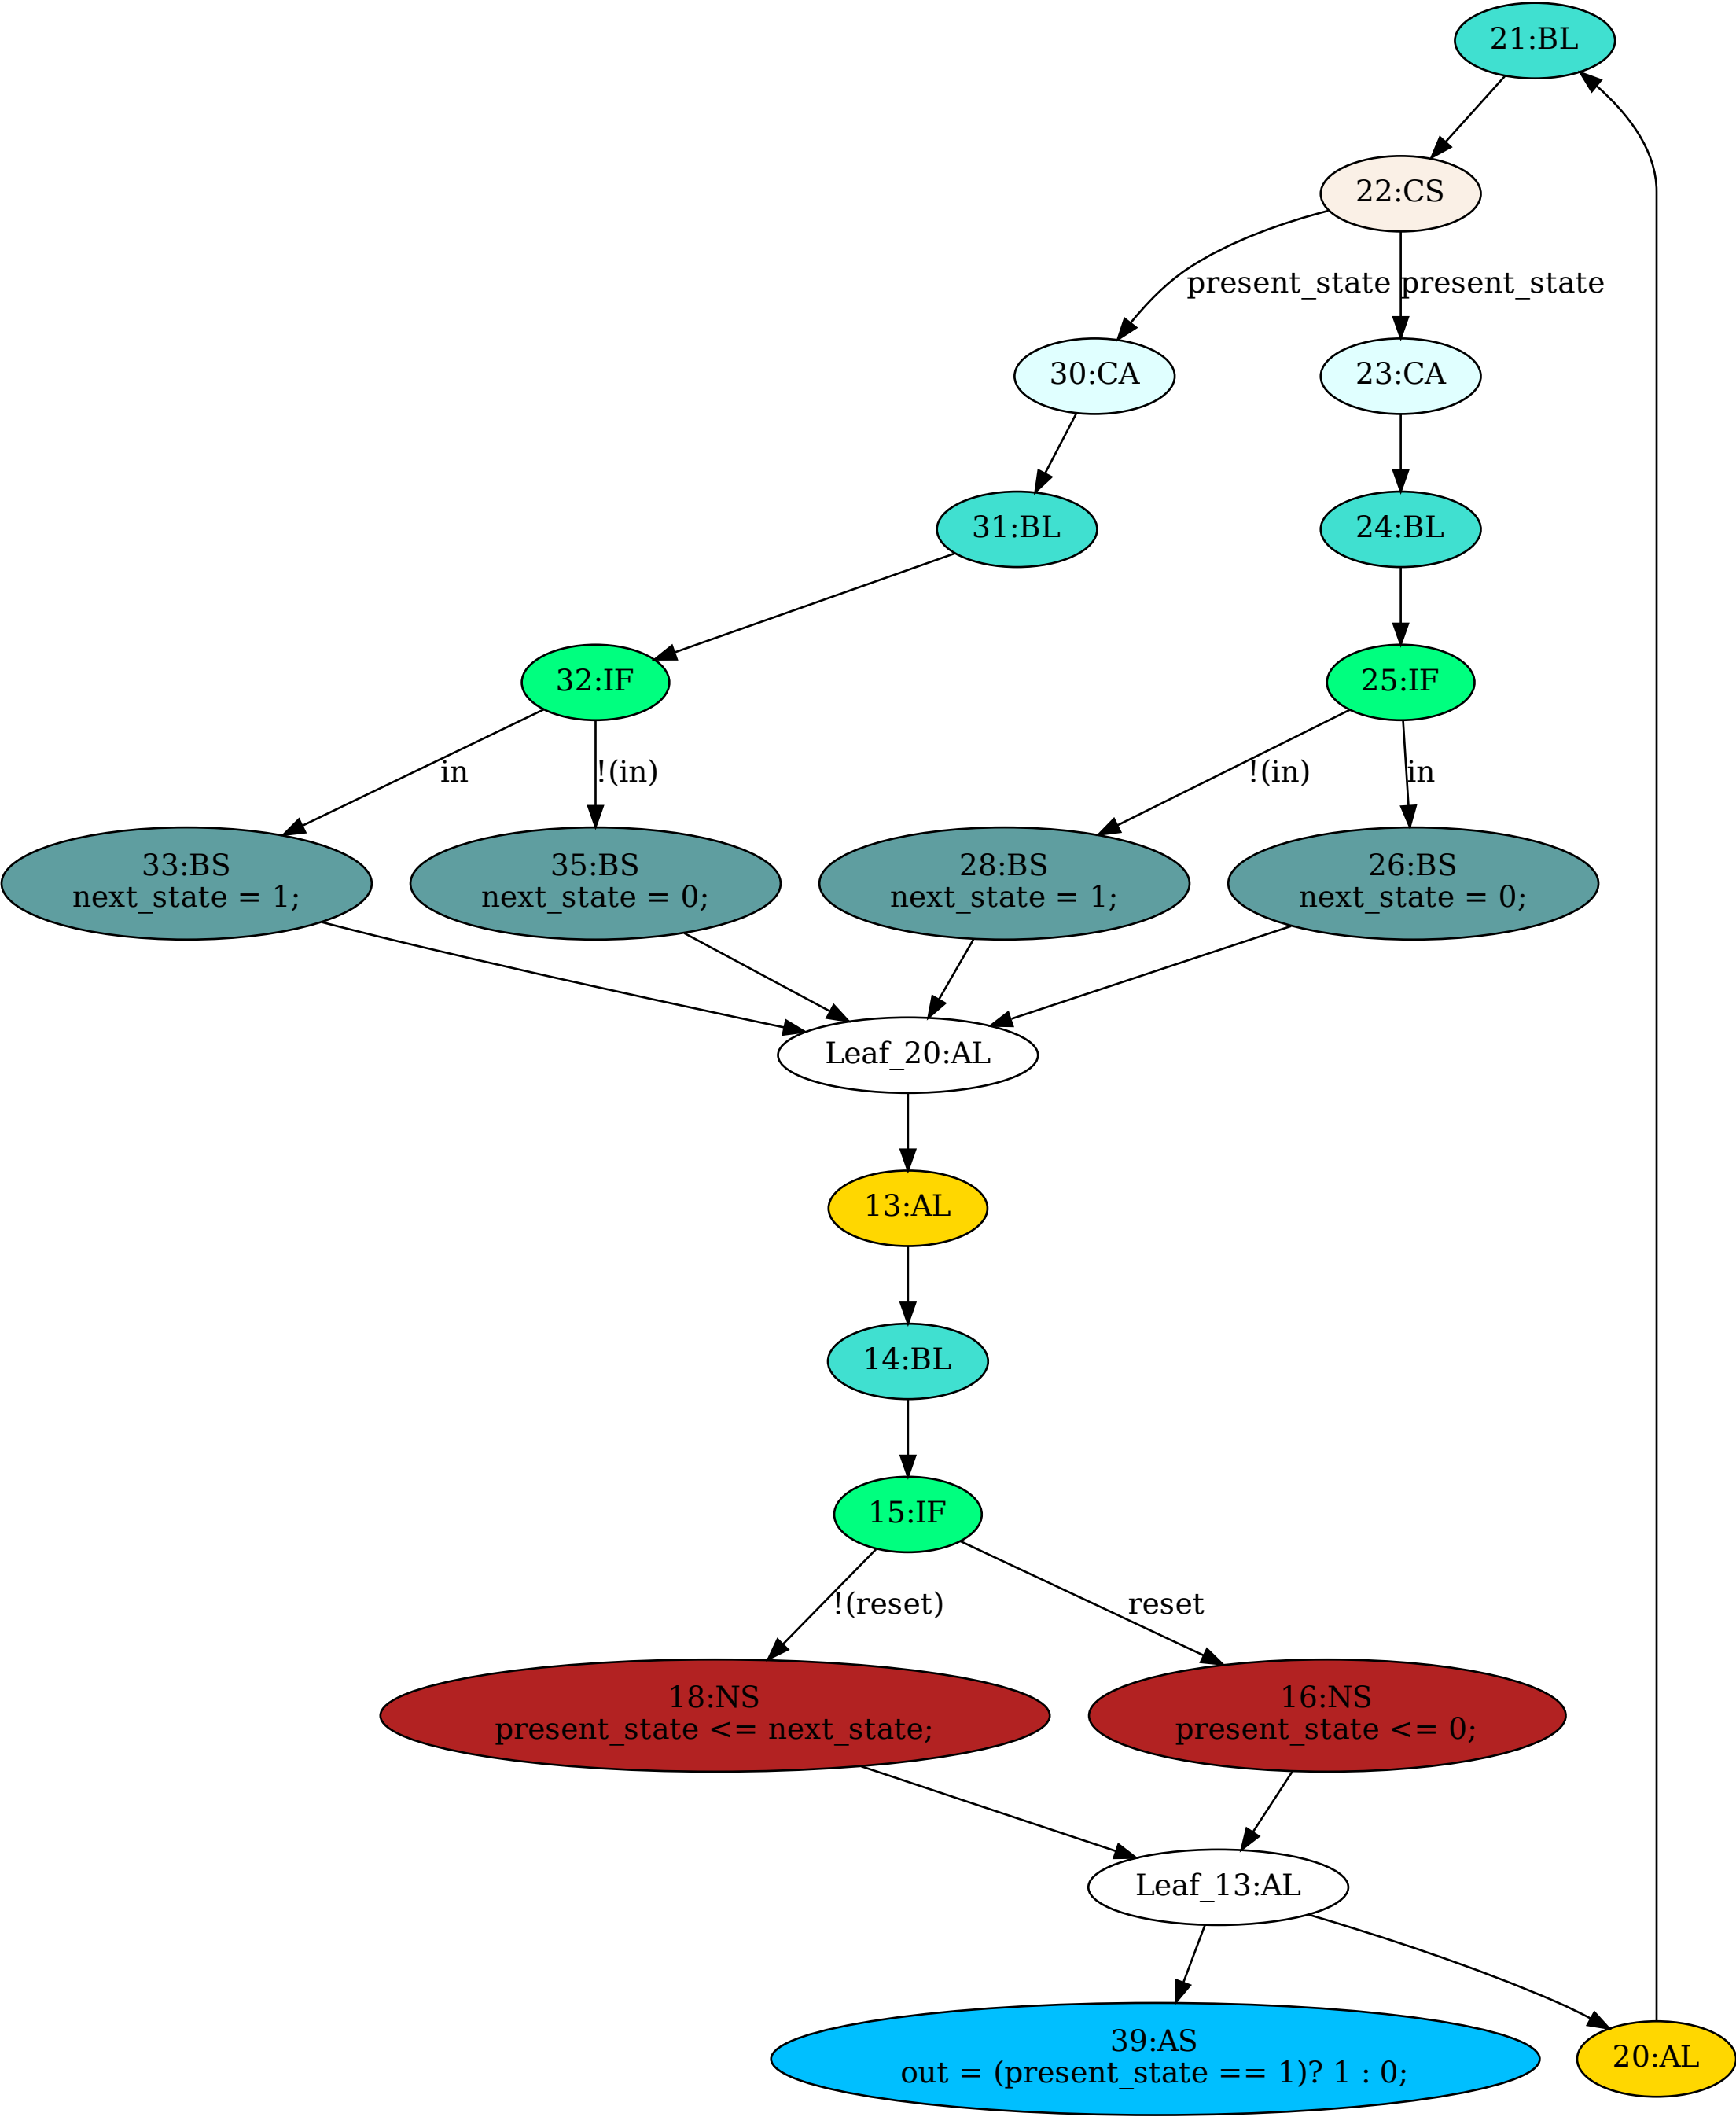 21:BL
22:CS
present_state
present_state
30:CA
23:CA
31:BL
24:BL
32:IF
25:IF
in
!(in)
!(in)
in
33:BS
next_state = 1;
35:BS
next_state = 0;
28:BS
next_state = 1;
26:BS
next_state = 0;
Leaf_20:AL
13:AL
14:BL
15:IF
!(reset)
reset
18:NS
present_state <= next_state;
16:NS
present_state <= 0;
Leaf_13:AL
39:AS
out = (present_state == 1)? 1 : 0;
20:AL